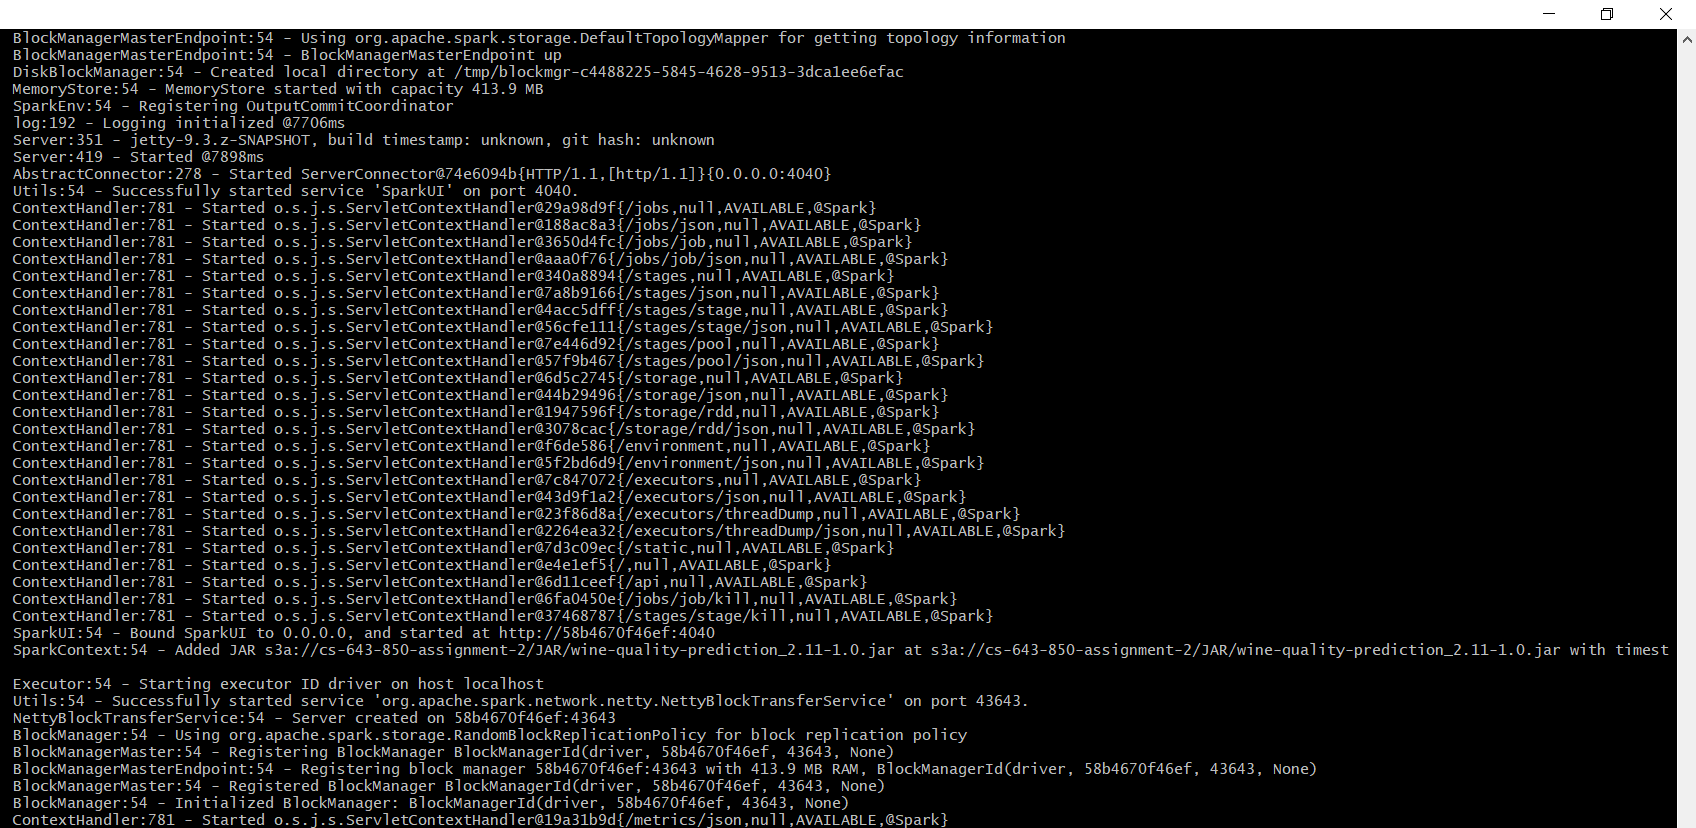 BlockManagerMasterEndpoint:54 - Using org.apache.spark.storage.DefaultTopologyMapper for getting topology information
BlockManagerMasterEndpoint:54 - BlockManagerMasterEndpoint up
DiskBlockManager:54 - Created local directory at /tmp/blockmgr-c4488225-5845-4628-9513-3dca1ee6efac
MemoryStore:54 - MemoryStore started with capacity 413.9 MB
SparkEnv:54 - Registering OutputCommitCoordinator
log:192 - Logging initialized @7706ms
Server:351 - jetty-9.3.z-SNAPSHOT, build timestamp: unknown, git hash: unknown
Server:419 - Started @7898ms
AbstractConnector:278 - Started ServerConnector@74e6094b{HTTP/1.1,[http/1.1]}{0.0.0.0:4040}
Utils:54 - Successfully started service 'SparkUI' on port 4040.
ContextHandler:781 - Started o.s.j.s.ServletContextHandler@29a98d9f{/jobs,null,AVAILABLE,@Spark}
ContextHandler:781 - Started o.s.j.s.ServletContextHandler@188ac8a3{/jobs/json,null,AVAILABLE,@Spark}
ContextHandler:781 - Started o.s.j.s.ServletContextHandler@3650d4fc{/jobs/job,null,AVAILABLE,@Spark}
ContextHandler:781 - Started o.s.j.s.ServletContextHandler@aaa0f76{/jobs/job/json,null,AVAILABLE,@Spark}
ContextHandler:781 - Started o.s.j.s.ServletContextHandler@340a8894{/stages,null,AVAILABLE,@Spark}
ContextHandler:781 - Started o.s.j.s.ServletContextHandler@7a8b9166{/stages/json,null,AVAILABLE,@Spark}
ContextHandler:781 - Started o.s.j.s.ServletContextHandler@4acc5dff{/stages/stage,null,AVAILABLE,@Spark}
ContextHandler:781 - Started o.s.j.s.ServletContextHandler@56cfe111{/stages/stage/json,null,AVAILABLE,@Spark}
ContextHandler:781 - Started o.s.j.s.ServletContextHandler@7e446d92{/stages/pool,null,AVAILABLE,@Spark}
ContextHandler:781 - Started o.s.j.s.ServletContextHandler@57f9b467{/stages/pool/json,null,AVAILABLE,@Spark}
ContextHandler:781 - Started o.s.j.s.ServletContextHandler@6d5c2745{/storage,null,AVAILABLE,@Spark}
ContextHandler:781 - Started o.s.j.s.ServletContextHandler@44b29496{/storage/json,null,AVAILABLE,@Spark}
ContextHandler:781 - Started o.s.j.s.ServletContextHandler@1947596f{/storage/rdd,null,AVAILABLE,@Spark}
ContextHandler:781 - Started o.s.j.s.ServletContextHandler@3078cac{/storage/rdd/json,null,AVAILABLE,@Spark}
ContextHandler:781 - Started o.s.j.s.ServletContextHandler@f6de586{/environment,null,AVAILABLE,@Spark}
ContextHandler:781 - Started o.s.j.s.ServletContextHandler@5f2bd6d9{/environment/json,null,AVAILABLE,@Spark}
ContextHandler:781 - Started o.s.j.s.ServletContextHandler@7c847072{/executors,null,AVAILABLE,@Spark}
ContextHandler:781 - Started o.s.j.s.ServletContextHandler@43d9f1a2{/executors/json,null,AVAILABLE,@Spark}
ContextHandler:781 - Started o.s.j.s.ServletContextHandler@23f86d8a{/executors/threadDump,null,AVAILABLE,@Spark}
ContextHandler:781 - Started o.s.j.s.ServletContextHandler@2264ea32{/executors/threadDump/json,null,AVAILABLE,@Spark}
ContextHandler:781 - Started o.s.j.s.ServletContextHandler@7d3c09ec{/static,null,AVAILABLE,@Spark}
ContextHandler:781 - Started o.s.j.s.ServletContextHandler@e4e1ef5{/,null,AVAILABLE,@Spark}
ContextHandler:781 - Started o.s.j.s.ServletContextHandler@6d11ceef{/api,null,AVAILABLE,@Spark}
ContextHandler:781 - Started o.s.j.s.ServletContextHandler@6fa0450e{/jobs/job/kill,null,AVAILABLE,@Spark}
ContextHandler:781 - Started o.s.j.s.ServletContextHandler@37468787{/stages/stage/kill,null,AVAILABLE,@Spark}
SparkUI:54 - Bound SparkUI to 0.0.0.0, and started at http://58b4670f46ef:4040
SparkContext:54 - Added JAR s3a://cs-643-850-assignment-2/JAR/wine-quality-prediction_2.11-1.0.jar at s3a://cs-643-850-assignment-2/JAR/wine-quality-prediction_2.11-1.0.jar with timest
Executor:54 - Starting executor ID driver on host localhost
Utils:54 - Successfully started service 'org.apache.spark.network.netty.NettyBlockTransferService' on port 43643.
NettyBlockTransferService:54 - Server created on 58b4670f46ef:43643
BlockManager:54 - Using org.apache.spark.storage.RandomBlockReplicationPolicy for block replication policy
BlockManagerMaster:54 - Registering BlockManager BlockManagerId(driver, 58b4670f46ef, 43643, None)
BlockManagerMasterEndpoint:54 - Registering block manager 58b4670f46ef:43643 with 413.9 MB RAM, BlockManagerId(driver, 58b4670f46ef, 43643, None)
BlockManagerMaster:54 - Registered BlockManager BlockManagerId(driver, 58b4670f46ef, 43643, None)
BlockManager:54 - Initialized BlockManager: BlockManagerId(driver, 58b4670f46ef, 43643, None)
ContextHandler:781 - Started o.s.j.s.ServletContextHandler@19a31b9d{/metrics/json,null,AVAILABLE,@Spark}